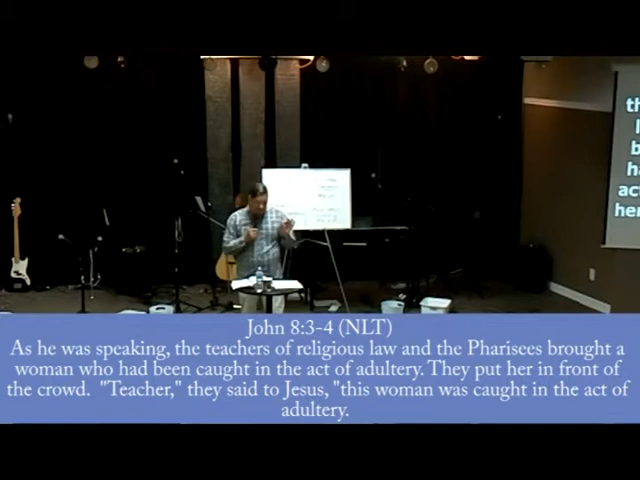 John 8:3-4 (NLT)
As he was speaking, the teachers of religious law and the Pharisees brought a
woman who had been caught in the act of adultery. They put her in front of
the crowd. "Teacher," they said to Jesus, "this woman was caught in the act of
adultery.